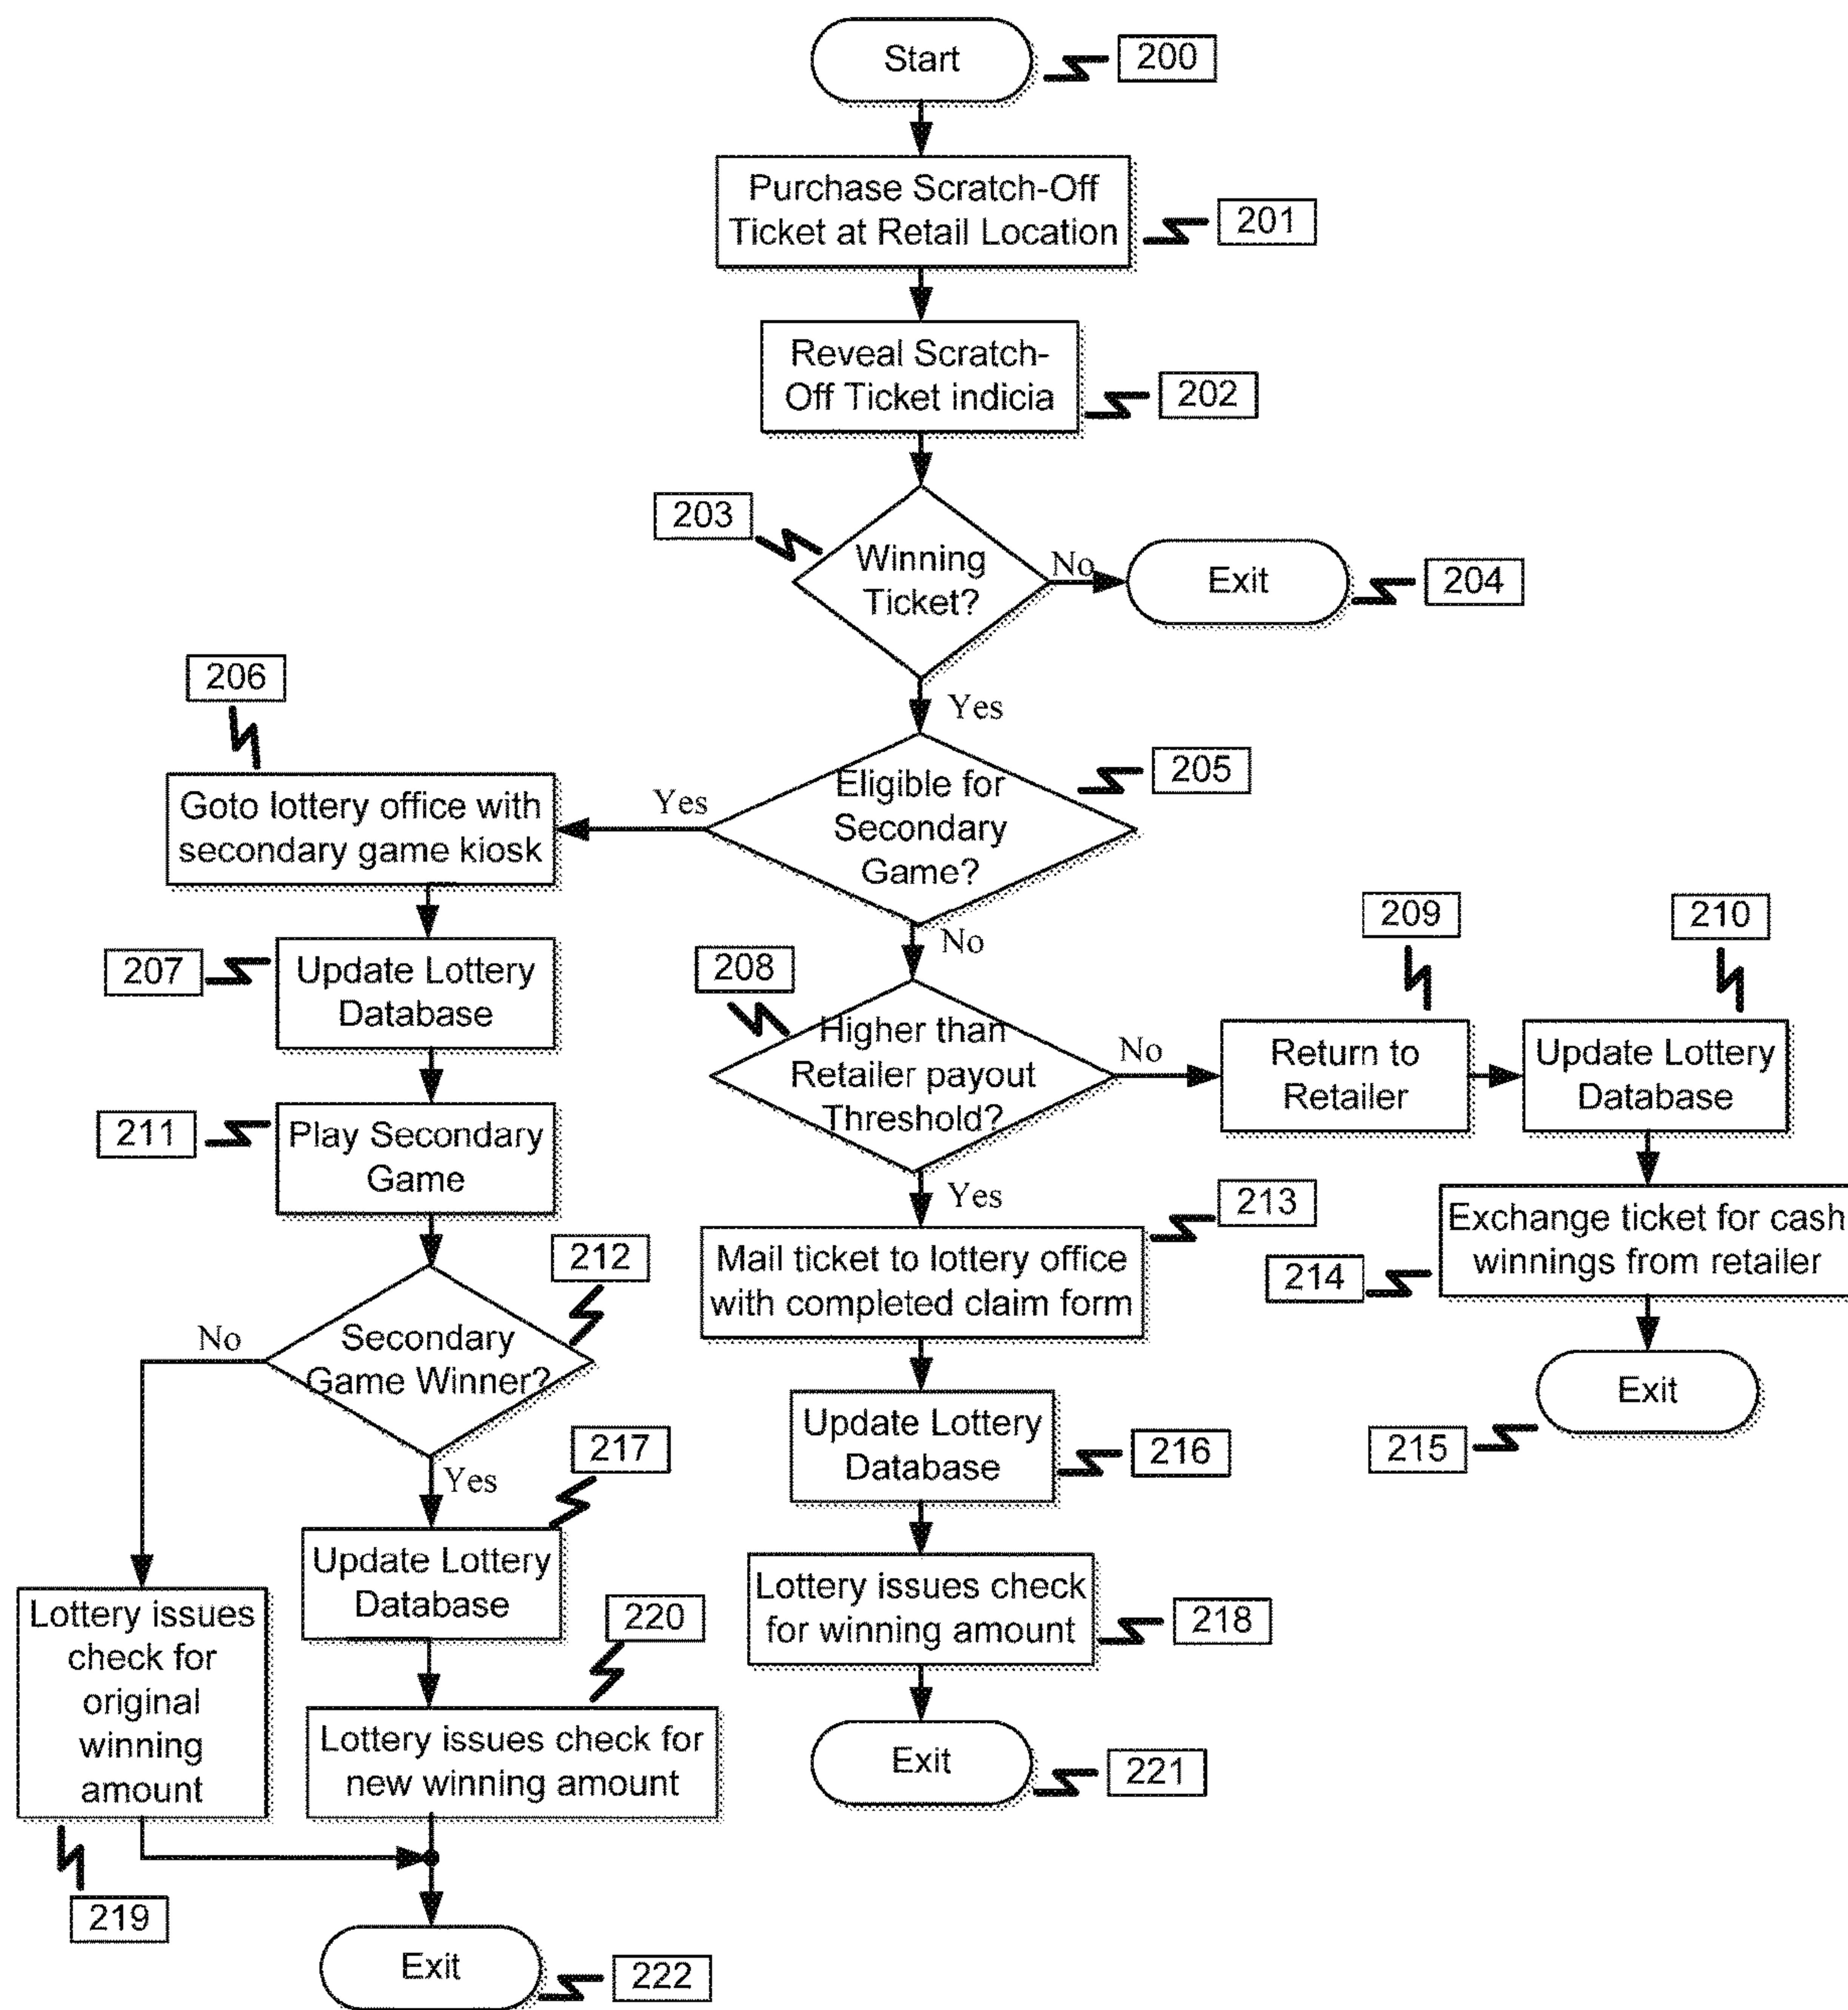 Start
200
Purchase Scratch-Off
Ticket at Retail Location
201
Reveal Scratch-
Off Ticket indicia
202
203
Winning
Ticket?
No
Exit
204
Yes
206
Goto lottery office with
secondary game kiosk
Yes
Eligible for
Secondary
Game?
205
No
207
Update Lottery
Database
208
Higher than
Retailer payout
Threshold?
No
209
Return to
Retailer
210
Update Lottery
Database
211
Play Secondary
Game
Yes
213
Mail ticket to lottery office
with completed claim form
214
Exchange ticket for cash
winnings from retailer
212
Secondary
Game Winner?
No
Yes
215
Exit
Update Lottery
Database
216
217
Update Lottery
Database
Lottery issues check
for winning amount
218
Lottery issues
check for
original
winning
amount
219
220
Lottery issues check for
new winning amount
Exit
221
Exit
222